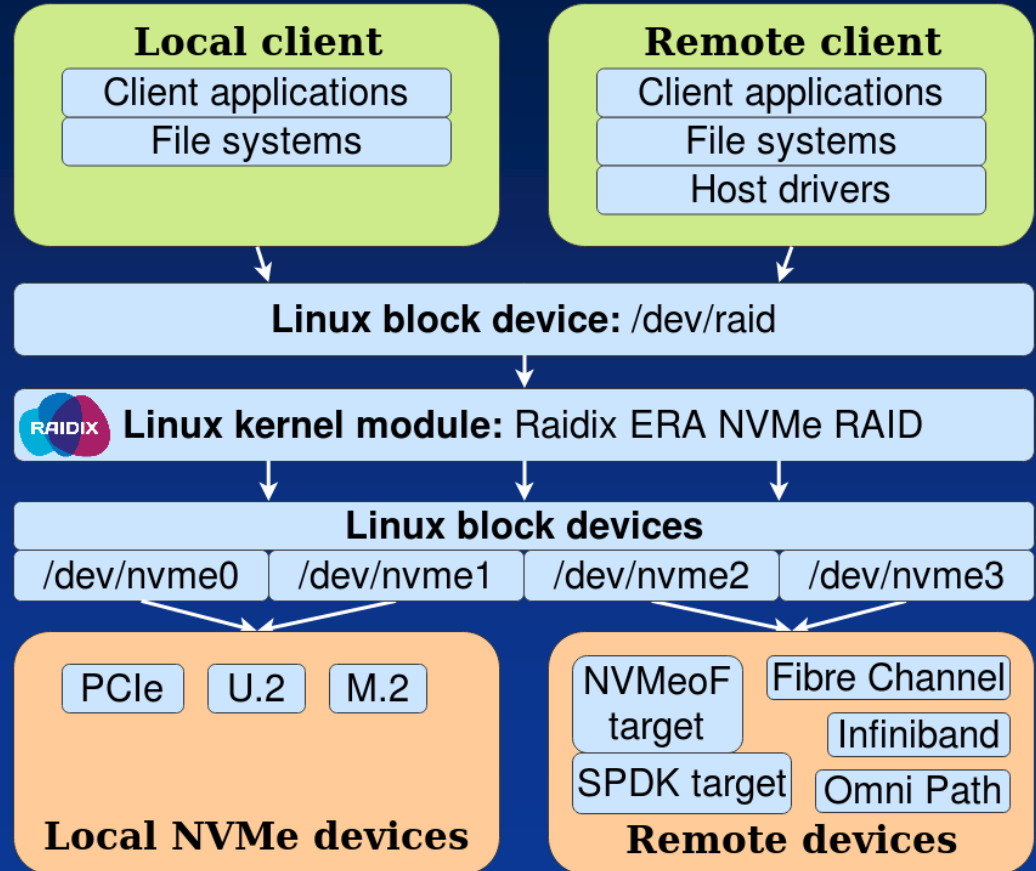 Local client
Client applications
File systems
Remote client
Client applications
File systems
Host drivers
Linux block device: /dev/raid
RAIDIX
Linux kernel module: Raidix ERA NVMe RAID
Linux block devices
/dev/nvme0
/dev/nvme1
/dev/nvme2
/dev/nvme3
PCIe
U.2
M.2
Local NVMe devices
NVMeoF
target
SPDK target
Fibre Channel
Infiniband
Omni Path
Remote devices